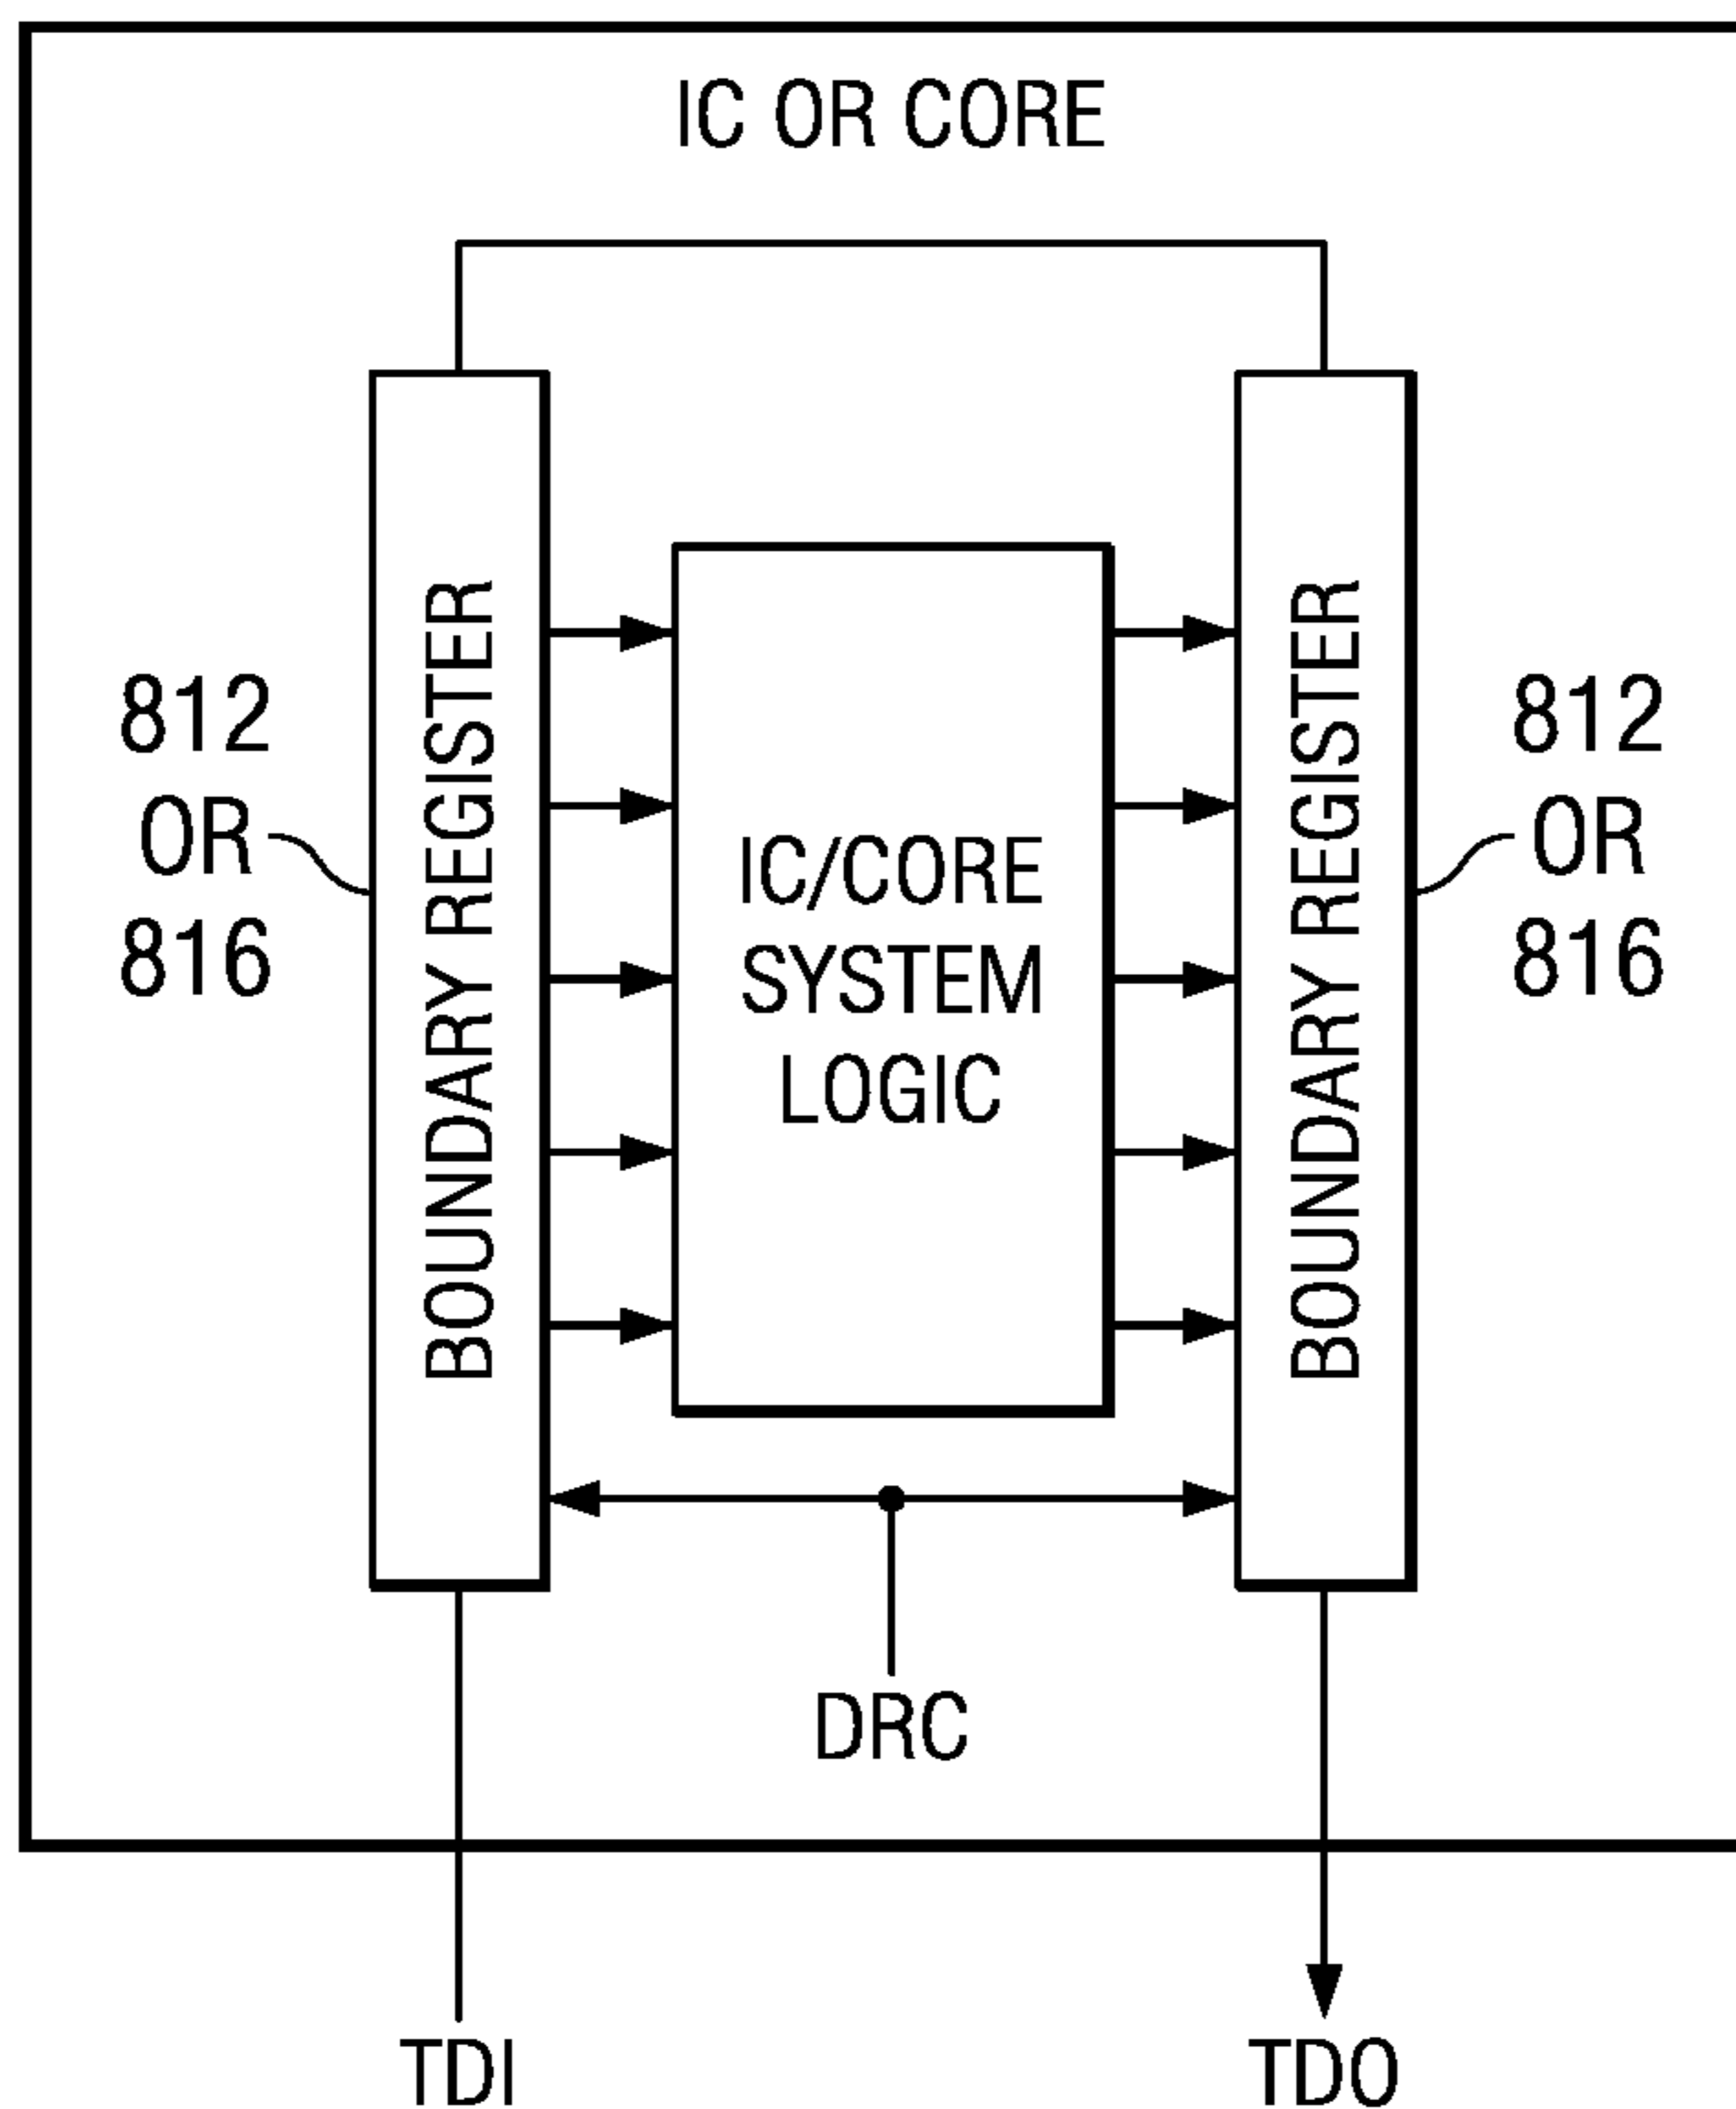 IC OR CORE
812
OR
816
BOUNDARY REGISTER
IC/CORE
SYSTEM
LOGIC
BOUNDARY REGISTER
812
OR
816
DRC
TDI
TDO